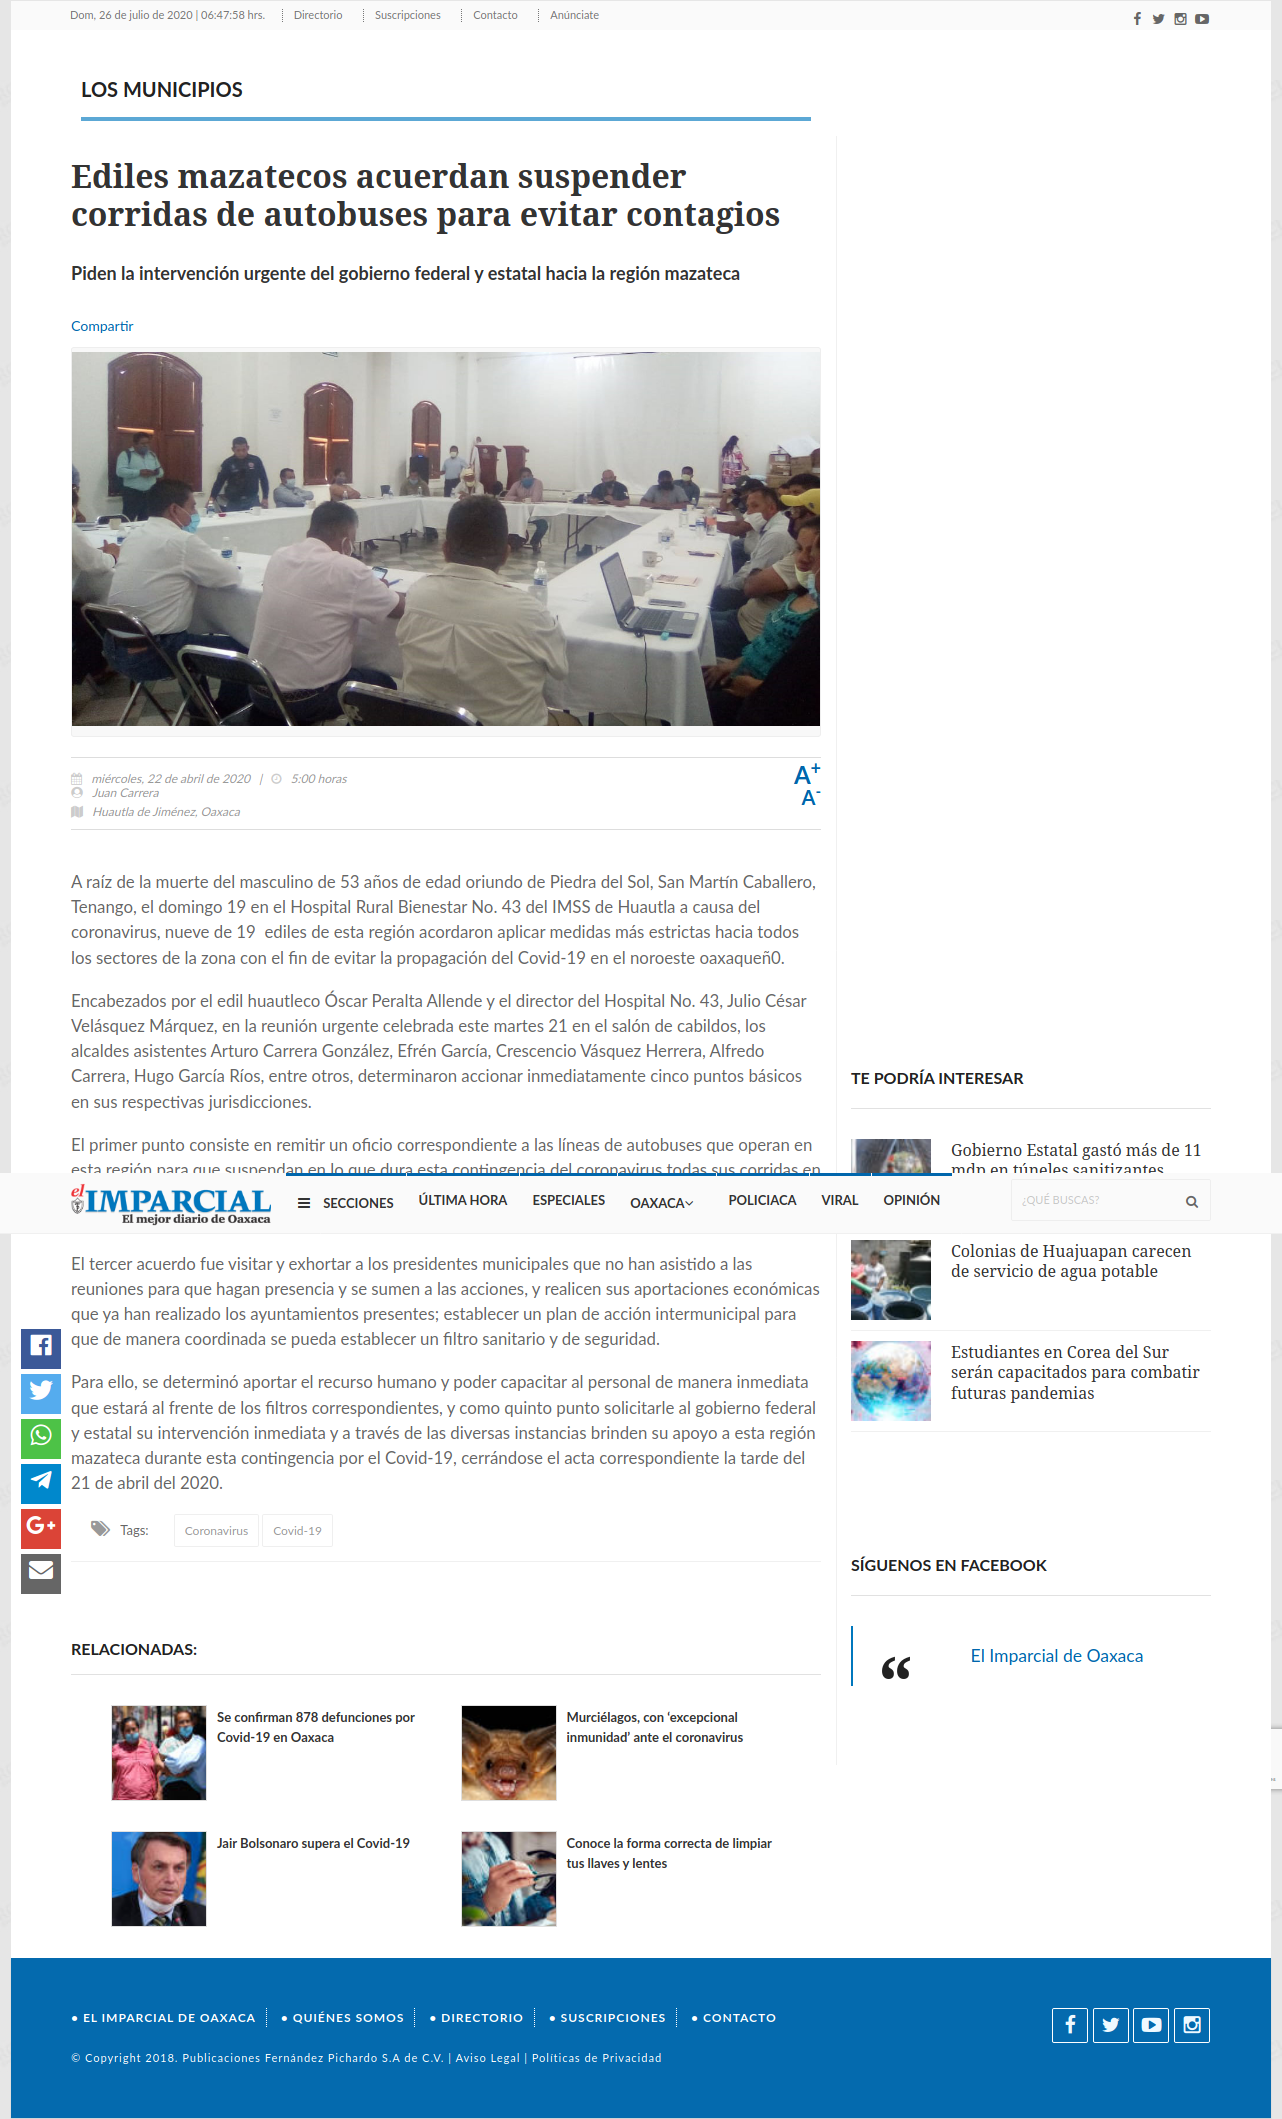 Dom, 26 de julio de 2020 | 06:47:58 hrs.
Directorio
Suscripciones
Contacto
Anúnciate
LOS MUNICIPIOS
Ediles mazatecos acuerdan suspender
corridas de autobuses para evitar contagios
Piden la intervención urgente del gobierno federal y estatal hacia la región mazateca
Compartir
miércoles, 22 de abril de 2020 | 5:00 horas
Juan Carrera
Huautla de Jiménez, Oaxaca
A+
A-
A raíz de la muerte del masculino de 53 años de edad oriundo de Piedra del Sol, San Martín Caballero,
Tenango, el domingo 19 en el Hospital Rural Bienestar No. 43 del IMSS de Huautla a causa del
coronavirus, nueve de 19  ediles de esta región acordaron aplicar medidas más estrictas hacia todos
los sectores de la zona con el fin de evitar la propagación del Covid-19 en el noroeste oaxaqueñ0.
Encabezados por el edil huautleco Óscar Peralta Allende y el director del Hospital No. 43, Julio César
Velásquez Márquez, en la reunión urgente celebrada este martes 21 en el salón de cabildos, los
alcaldes asistentes Arturo Carrera González, Efrén García, Crescencio Vásquez Herrera, Alfredo
Carrera, Hugo García Ríos, entre otros, determinaron accionar inmediatamente cinco puntos básicos
en sus respectivas jurisdicciones.
El primer punto consiste en remitir un oficio correspondiente a las líneas de autobuses que operan en
esta región para que suspendan en lo que dura esta contingencia del coronavirus todas sus corridas en
el IMPARCIAL
El mejor diario de Oaxaca
SECCIONES
ÚLTIMA HORA
ESPECIALES
OAXACA
POLICIACA
VIRAL
OPINIÓN
¿QUÉ BUSCAS?
El tercer acuerdo fue visitar y exhortar a los presidentes municipales que no han asistido a las
reuniones para que hagan presencia y se sumen a las acciones, y realicen sus aportaciones económicas
que ya han realizado los ayuntamientos presentes; establecer un plan de acción intermunicipal para
que de manera coordinada se pueda establecer un filtro sanitario y de seguridad.
Para ello, se determinó aportar el recurso humano y poder capacitar al personal de manera inmediata
que estará al frente de los filtros correspondientes, y como quinto punto solicitarle al gobierno federal
y estatal su intervención inmediata y a través de las diversas instancias brinden su apoyo a esta región
mazateca durante esta contingencia por el Covid-19, cerrándose el acta correspondiente la tarde del
21 de abril del 2020.
Tags:
Coronavirus
Covid-19
TE PODRÍA INTERESAR
Gobierno Estatal gastó más de 11
mdp en túneles sanitizantes
Colonias de Huajuapan carecen
de servicio de agua potable
Estudiantes en Corea del Sur
serán capacitados para combatir
futuras pandemias
SÍGUENOS EN FACEBOOK
“
El Imparcial de Oaxaca
RELACIONADAS:
Se confirman 878 defunciones por
Covid-19 en Oaxaca
Murciélagos, con ‘excepcional
inmunidad’ ante el coronavirus
Jair Bolsonaro supera el Covid-19
Conoce la forma correcta de limpiar
tus llaves y lentes
• EL IMPARCIAL DE OAXACA
• QUIÉNES SOMOS
• DIRECTORIO
• SUSCRIPCIONES
• CONTACTO
© Copyright 2018. Publicaciones Fernández Pichardo S.A de C.V. | Aviso Legal | Políticas de Privacidad